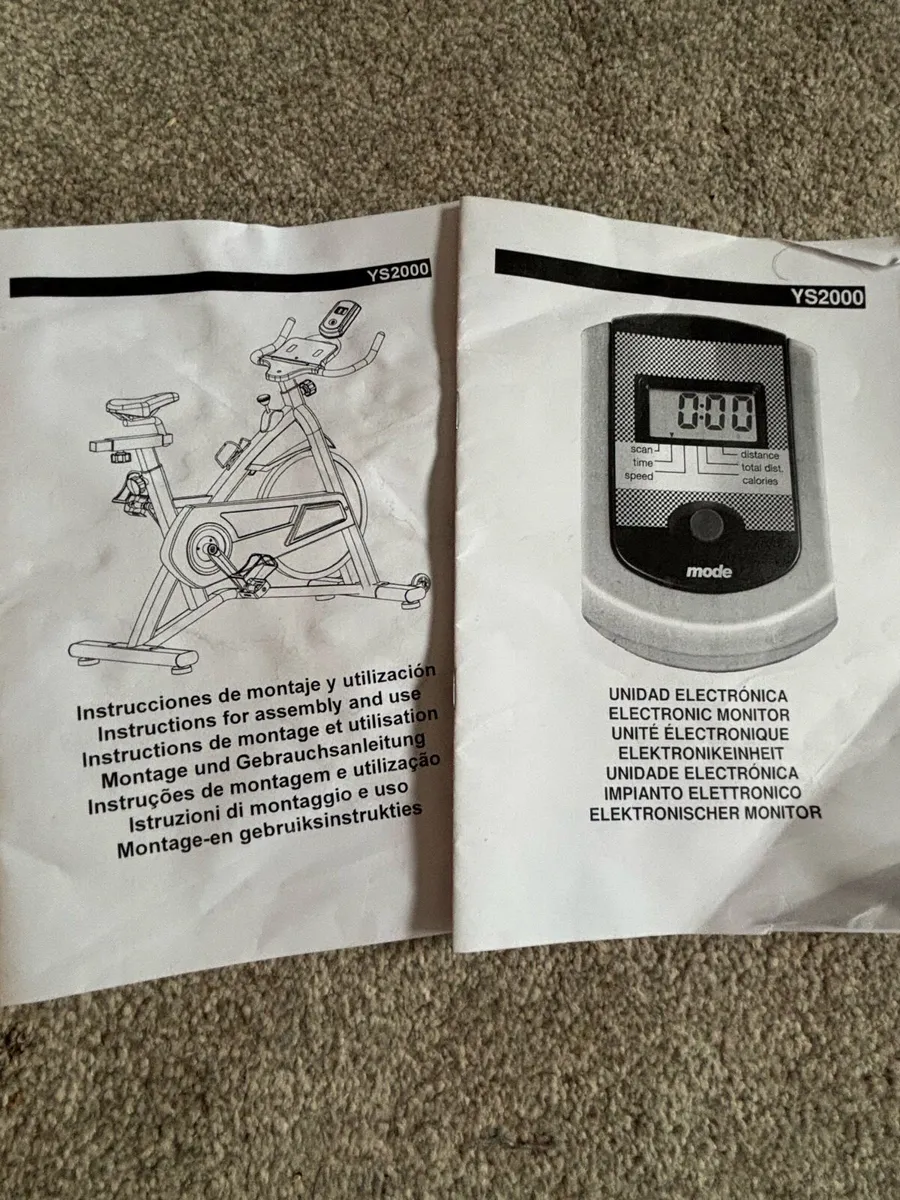 YS2000
Instrucciones de montaje y utilización
Instructions for assembly and use
Instructions de montage et utilisation
Montage und Gebrauchsanleitung
Instruções de montagem e utilização
Istruzioni di montaggio e uso
Montage-en gebruiksinstrukties
YS2000
0:00
scan
time
speed
distance
total dist.
calories
mode
UNIDAD ELECTRÓNICA
ELECTRONIC MONITOR
UNITÉ ÉLECTRONIQUE
ELEKTRONIKEINHEIT
UNIDADE ELECTRÓNICA
IMPIANTO ELETTRONICO
ELEKTRONISCHER MONITOR